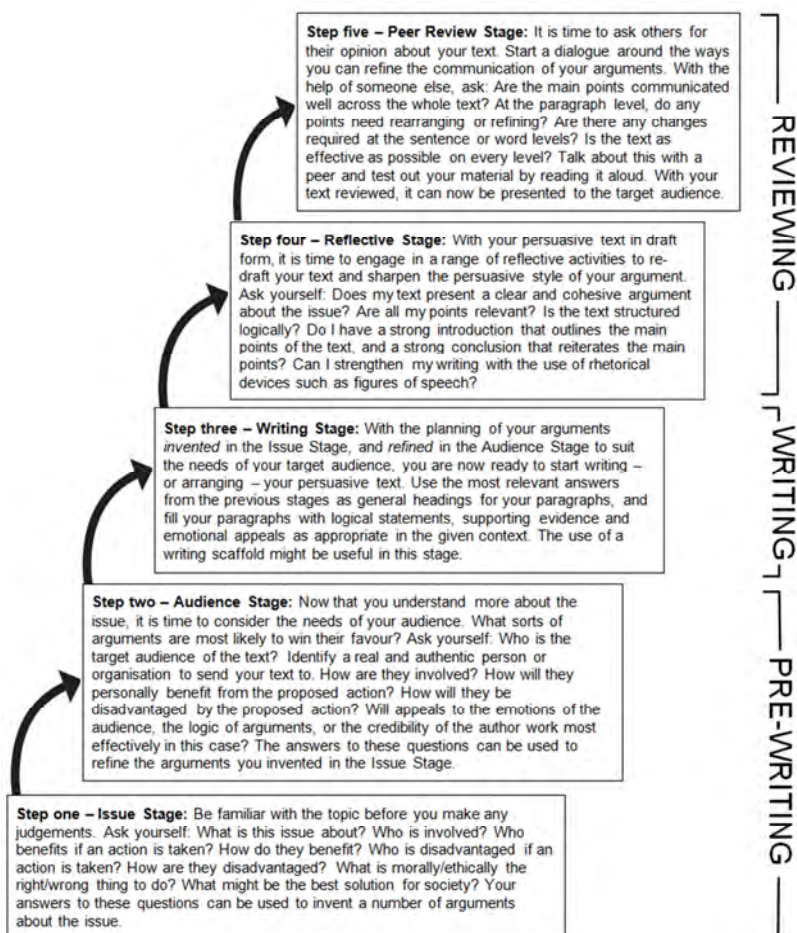 Step five – Peer Review Stage: It is time to ask others for
their opinion about your text. Start a dialogue around the ways
you can refine the communication of your arguments. With the
help of someone else, ask: Are the main points communicated
well across the whole text? At the paragraph level, do any
points need rearranging or refining? Are there any changes
required at the sentence or word levels? Is the text as
effective as possible on every level? Talk about this with a
peer and test out your material by reading it aloud. With your
text reviewed, it can now be presented to the target audience.
Step four – Reflective Stage: With your persuasive text in draft
form, it is time to engage in a range of reflective activities to re-
draft your text and sharpen the persuasive style of your argument.
Ask yourself: Does my text present a clear and cohesive argument
about the issue? Are all my points relevant? Is the text structured
logically? Do I have a strong introduction that outlines the main
points of the text, and a strong conclusion that reiterates the main
points? Can I strengthen my writing with the use of rhetorical
devices such as figures of speech?
REVIEWING
Step three – Writing Stage: With the planning of your arguments
invented in the Issue Stage, and refined in the Audience Stage to suit
the needs of your target audience, you are now ready to start writing –
or arranging – your persuasive text. Use the most relevant answers
from the previous stages as general headings for your paragraphs, and
fill your paragraphs with logical statements, supporting evidence and
emotional appeals as appropriate in the given context. The use of a
writing scaffold might be useful in this stage.
WRITING
Step two – Audience Stage: Now that you understand more about the
issue, it is time to consider the needs of your audience. What sorts of
arguments are most likely to win their favour? Ask yourself: Who is the
target audience of the text? Identify a real and authentic person or
organisation to send your text to. How are they involved? How will they
personally benefit from the proposed action? How will they be
disadvantaged by the proposed action? Will appeals to the emotions of the
audience, the logic of arguments, or the credibility of the author work most
effectively in this case? The answers to these questions can be used to
refine the arguments you invented in the Issue Stage.
Step one – Issue Stage: Be familiar with the topic before you make any
judgements. Ask yourself: What is this issue about? Who is involved? Who
benefits if an action is taken? How do they benefit? Who is disadvantaged if an
action is taken? How are they disadvantaged? What is morally/ethically the
right/wrong thing to do? What might be the best solution for society? Your
answers to these questions can be used to invent a number of arguments
about the issue.
PRE-WRITING